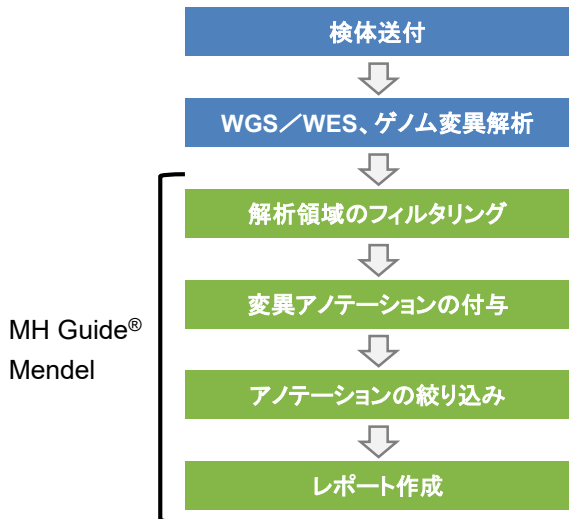 検体送付
WGS／WES、ゲノム変異解析
解析領域のフィルタリング
変異アノテーションの付与
MH Guide®
Mendel
アノテーションの絞り込み
レポート作成